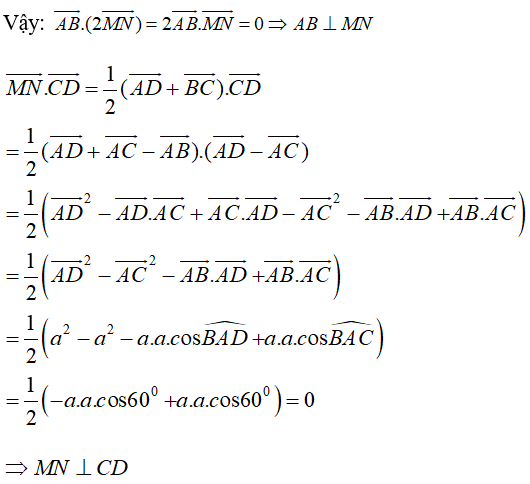 Vậy: $\overrightarrow{AB}.(2\overrightarrow{MN}) = 2\overrightarrow{AB}.\overrightarrow{MN} = 0 \Rightarrow AB \perp MN$
$\overrightarrow{MN}.\overrightarrow{CD} = \frac{1}{2}(\overrightarrow{AD} + \overrightarrow{BC}).\overrightarrow{CD}$
$= \frac{1}{2}(\overrightarrow{AD} + \overrightarrow{AC} - \overrightarrow{AB}).(\overrightarrow{AD} - \overrightarrow{AC})$
$= \frac{1}{2}\left(\overrightarrow{AD}^2 - \overrightarrow{AD}.\overrightarrow{AC} + \overrightarrow{AC}.\overrightarrow{AD} - \overrightarrow{AC}^2 - \overrightarrow{AB}.\overrightarrow{AD} + \overrightarrow{AB}.\overrightarrow{AC}\right)$
$= \frac{1}{2}\left(\overrightarrow{AD}^2 - \overrightarrow{AC}^2 - \overrightarrow{AB}.\overrightarrow{AD} + \overrightarrow{AB}.\overrightarrow{AC}\right)$
$= \frac{1}{2}\left(a^2 - a^2 - a.a.\cos\widehat{BAD} + a.a.\cos\widehat{BAC}\right)$
$= \frac{1}{2}\left(-a.a.\cos 60^0 + a.a.\cos 60^0\right) = 0$
$\Rightarrow MN \perp CD$